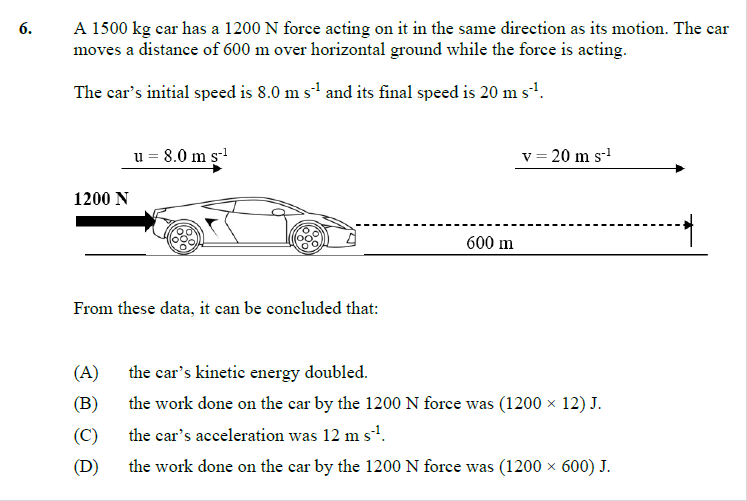 6. A 1500 kg car has a 1200 N force acting on it in the same direction as its motion. The car
moves a distance of 600 m over horizontal ground while the force is acting.
The car’s initial speed is 8.0 m s⁻¹ and its final speed is 20 m s⁻¹.
u = 8.0 m s⁻¹
v = 20 m s⁻¹
1200 N
600 m
From these data, it can be concluded that:
(A) the car’s kinetic energy doubled.
(B) the work done on the car by the 1200 N force was (1200 × 12) J.
(C) the car’s acceleration was 12 m s⁻¹.
(D) the work done on the car by the 1200 N force was (1200 × 600) J.